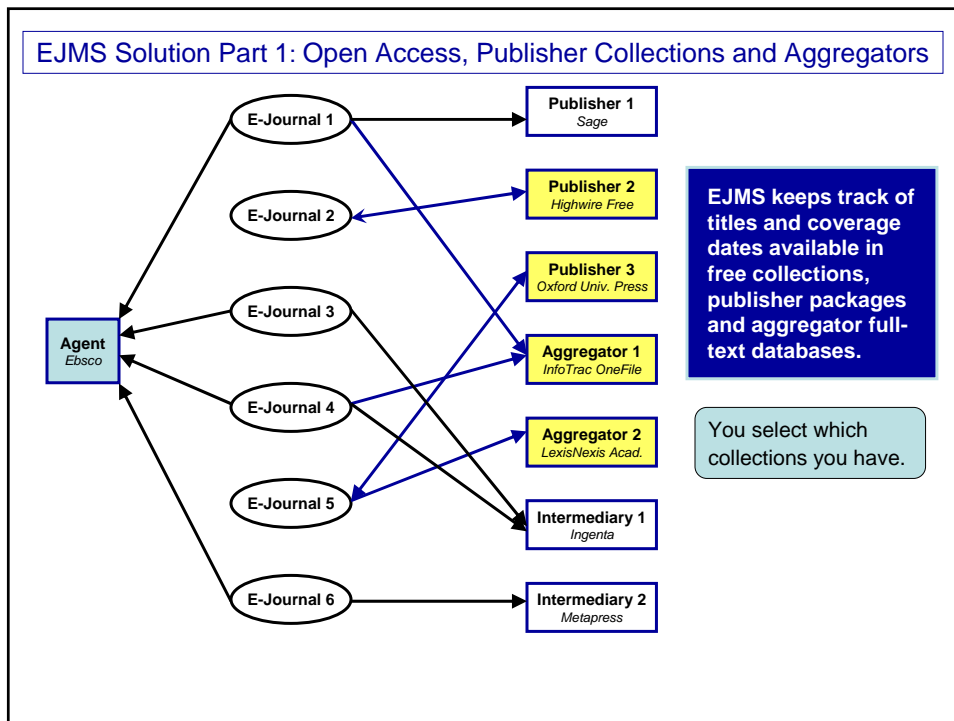 EJMS Solution Part 1: Open Access, Publisher Collections and Aggregators
E-Journal 1
E-Journal 2
E-Journal 3
E-Journal 4
E-Journal 5
E-Journal 6
Agent
Ebsco
Publisher 1
Sage
Publisher 2
Highwire Free
Publisher 3
Oxford Univ. Press
Aggregator 1
InfoTrac OneFile
Aggregator 2
LexisNexis Acad.
Intermediary 1
Ingenta
Intermediary 2
Metapress
EJMS keeps track of
titles and coverage
dates available in
free collections,
publisher packages
and aggregator full-
text databases.
You select which
collections you have.